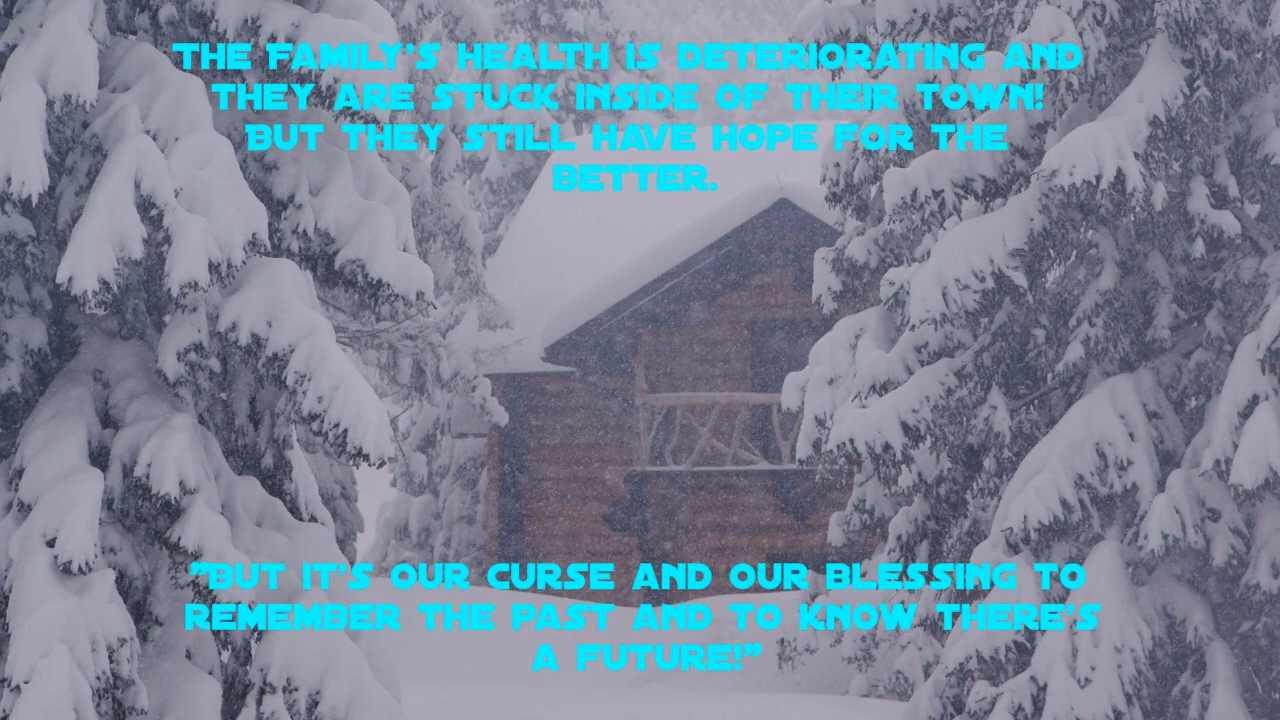 THE FAMILY'S HEALTH IS DETERIORATING AND
THEY ARE STUCK INSIDE OF THEIR TOWN!
BUT THEY STILL HAVE HOPE FOR THE
BETTER.
"BUT IT'S OUR CURSE AND OUR BLESSING TO
REMEMBER THE PAST AND TO KNOW THERE'S
A FUTURE!"